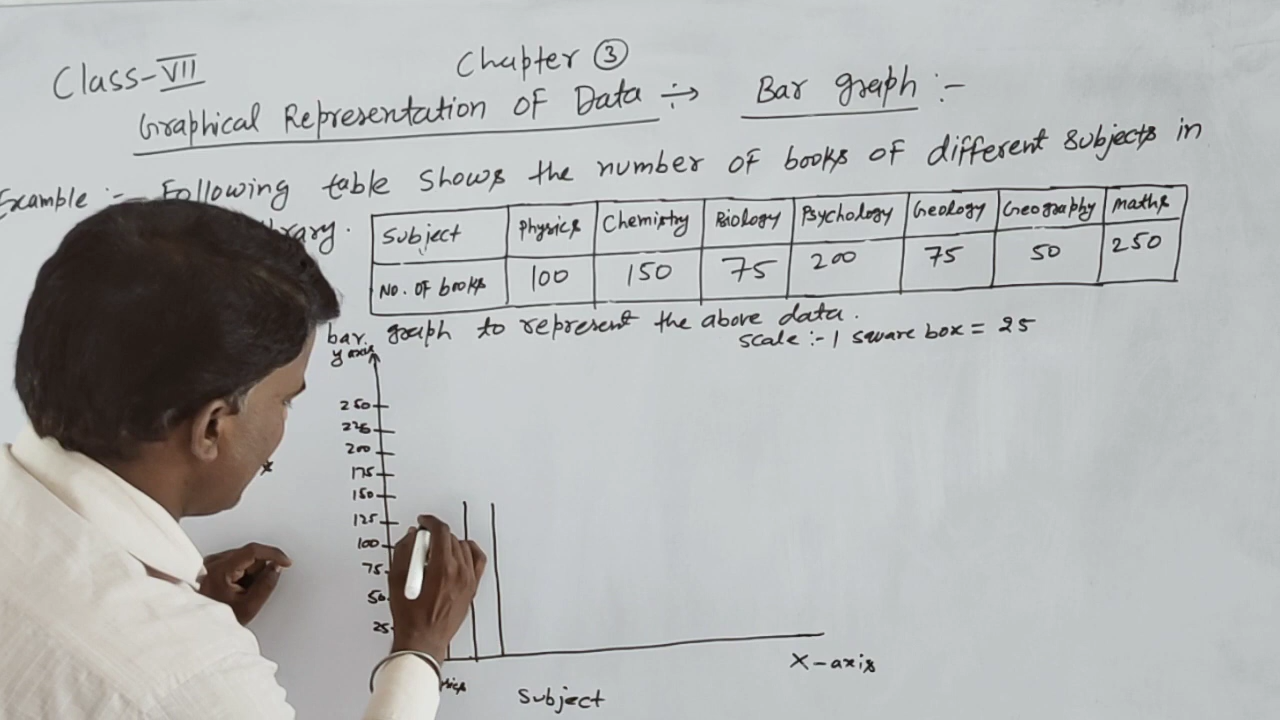 Class-VII
Chapter ③
Graphical Representation of Data :→ Bar graph :-
Example :- Following table shows the number of books of different subjects in
Subject Physics Chemistry Biology Psychology Geology Geography maths
No. of books 100 150 75 200 75 50 250
bar graph to represent the above data.
scale :- 1 square box = 25
y axis
250
225
200
175
150
125
100
75
50
25
X-axis
Subject